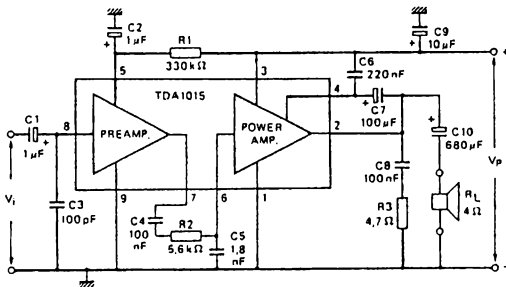 C2
1µF
+
R1
330kΩ
C9
10µF
+
+
5
3
C6
220nF
TDA1015
4
+
C7
100µF
C1
1µF
+
8
PREAMP.
POWER
AMP.
2
+
C10
680µF
Vi
Vp
C8
100nF
C3
100pF
9
7
6
1
C4
100
nF
R2
5,6kΩ
C5
1,8
nF
R3
4,7Ω
RL
4Ω
-